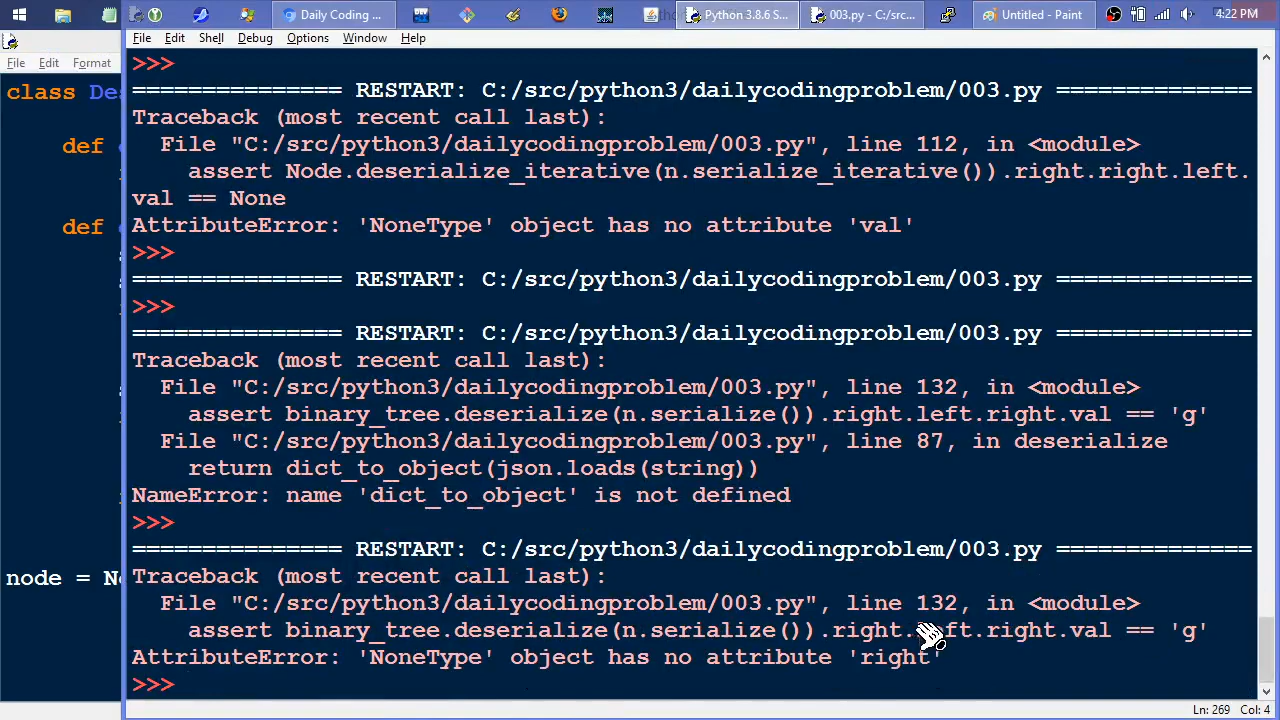 Daily Coding ...
Python 3.8.6 S...
003.py - C:/src/...
Untitled - Paint
4:22 PM
File Edit Shell Debug Options Window Help
File Edit Format
class Des
def
def
node = No
>>>
=============== RESTART: C:/src/python3/dailycodingproblem/003.py ==============
Traceback (most recent call last):
File "C:/src/python3/dailycodingproblem/003.py", line 112, in <module>
assert Node.deserialize_iterative(n.serialize_iterative()).right.right.left.
val == None
AttributeError: 'NoneType' object has no attribute 'val'
>>>
=============== RESTART: C:/src/python3/dailycodingproblem/003.py ==============
>>>
=============== RESTART: C:/src/python3/dailycodingproblem/003.py ==============
Traceback (most recent call last):
File "C:/src/python3/dailycodingproblem/003.py", line 132, in <module>
assert binary_tree.deserialize(n.serialize()).right.left.right.val == 'g'
File "C:/src/python3/dailycodingproblem/003.py", line 87, in deserialize
return dict_to_object(json.loads(string))
NameError: name 'dict_to_object' is not defined
>>>
=============== RESTART: C:/src/python3/dailycodingproblem/003.py ==============
Traceback (most recent call last):
File "C:/src/python3/dailycodingproblem/003.py", line 132, in <module>
assert binary_tree.deserialize(n.serialize()).right.left.right.val == 'g'
AttributeError: 'NoneType' object has no attribute 'right'
>>>
Ln: 269 Col: 4